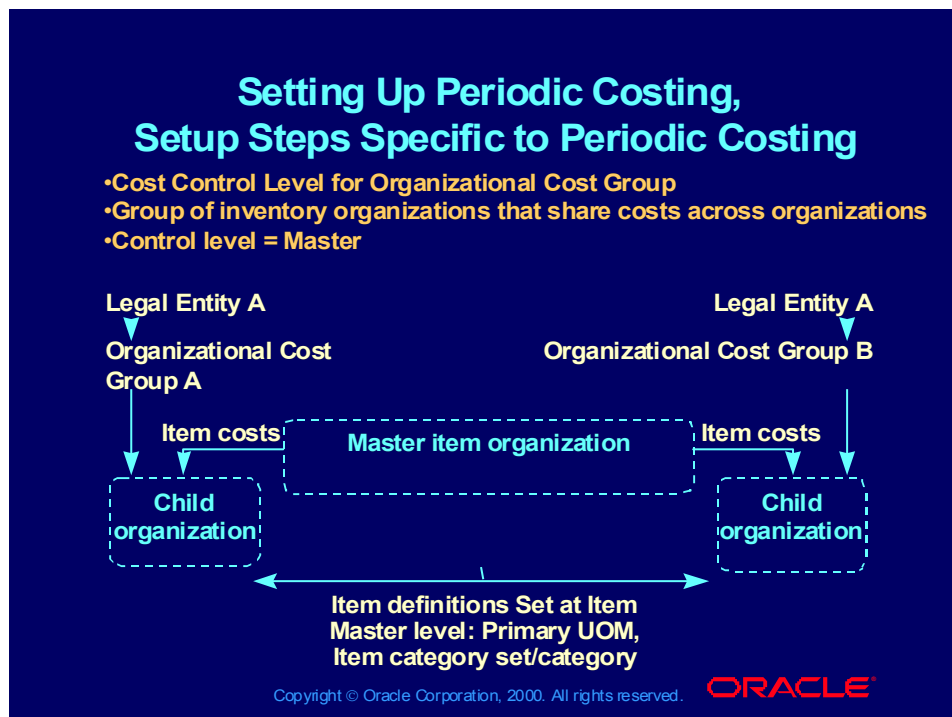 Setting Up Periodic Costing,
Setup Steps Specific to Periodic Costing
•Cost Control Level for Organizational Cost Group
•Group of inventory organizations that share costs across organizations
•Control level = Master
Legal Entity A
Legal Entity A
Organizational Cost
Group A
Organizational Cost Group B
Item costs
Master item organization
Item costs
Child
organization
Child
organization
Item definitions Set at Item
Master level: Primary UOM,
Item category set/category
Copyright © Oracle Corporation, 2000. All rights reserved.
ORACLE®